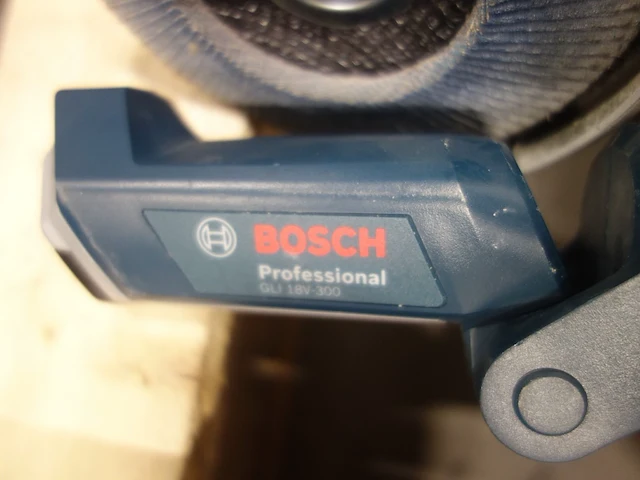 BOSCH
Professional
GLI 18V-300